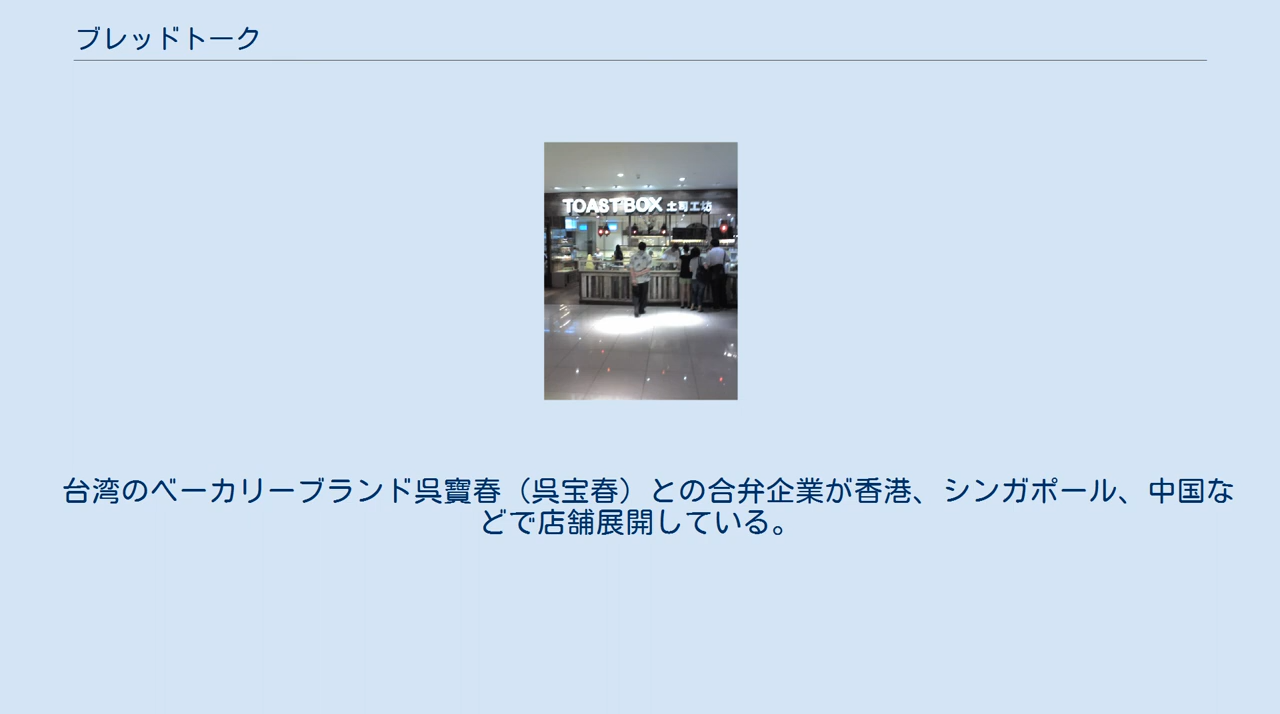 ブレッドトーク
TOAST BOX 土司工坊
台湾のベーカリーブランド呉寶春（呉宝春）との合弁企業が香港、シンガポール、中国な
どで店舗展開している。